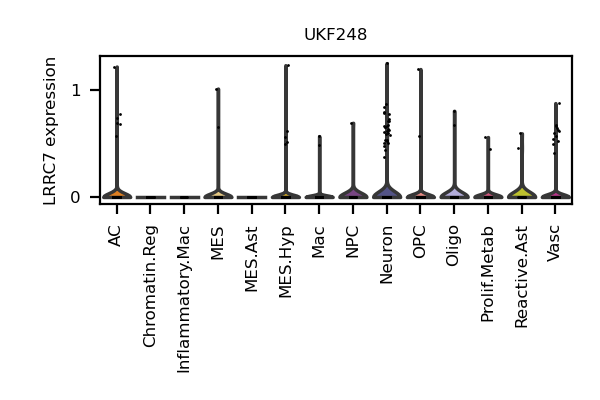 UKF248
LRRC7 expression
1
0
AC
Chromatin.Reg
Inflammatory.Mac
MES
MES.Ast
MES.Hyp
Mac
NPC
Neuron
OPC
Oligo
Prolif.Metab
Reactive.Ast
Vasc